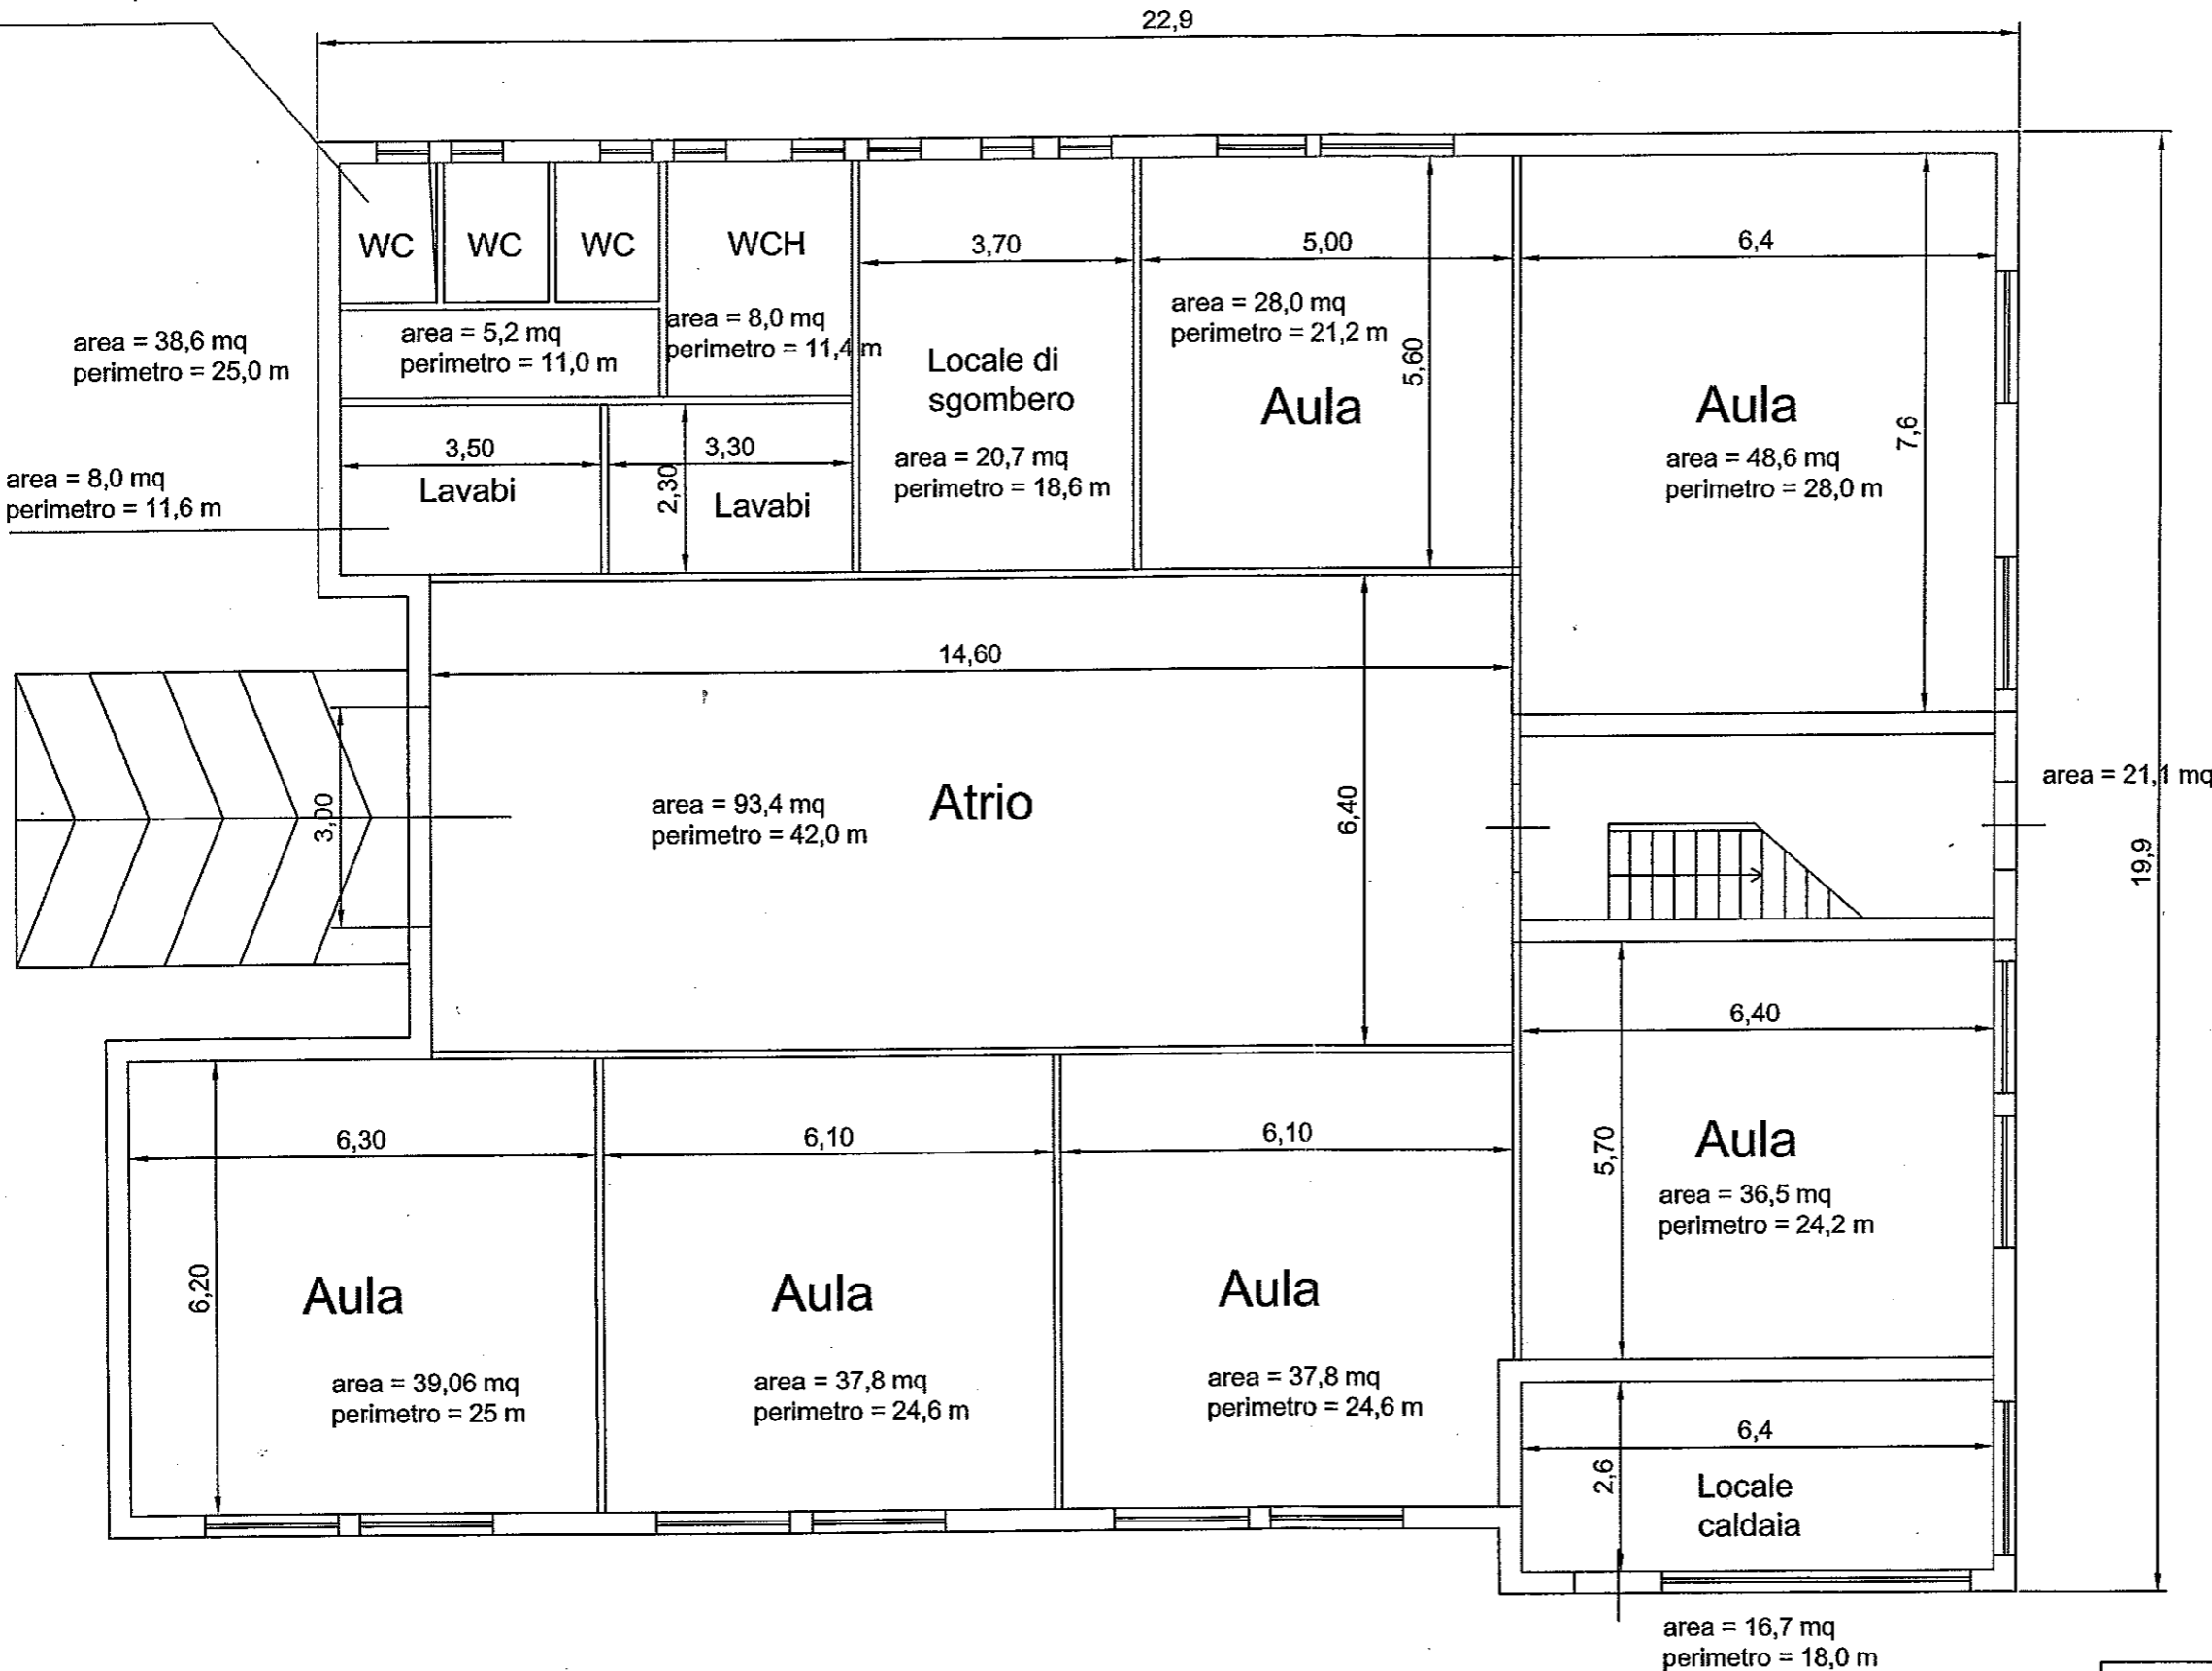 22,9
WC
WC
WC
WCH
3,70
5,00
6,4
area = 38,6 mq
perimetro = 25,0 m
area = 5,2 mq
perimetro = 11,0 m
area = 8,0 mq
perimetro = 11,4 m
Locale di
sgombero
area = 20,7 mq
perimetro = 18,6 m
area = 28,0 mq
perimetro = 21,2 m
5,60
Aula
Aula
area = 48,6 mq
perimetro = 28,0 m
7,6
area = 8,0 mq
perimetro = 11,6 m
3,50
Lavabi
2,30
3,30
Lavabi
14,60
3,00
area = 93,4 mq
perimetro = 42,0 m
Atrio
6,40
area = 21,1 mq
19,9
6,40
5,70
Aula
area = 36,5 mq
perimetro = 24,2 m
6,30
6,10
6,10
6,20
Aula
Aula
Aula
area = 39,06 mq
perimetro = 25 m
area = 37,8 mq
perimetro = 24,6 m
area = 37,8 mq
perimetro = 24,6 m
6,4
2,6
Locale
caldaia
area = 16,7 mq
perimetro = 18,0 m